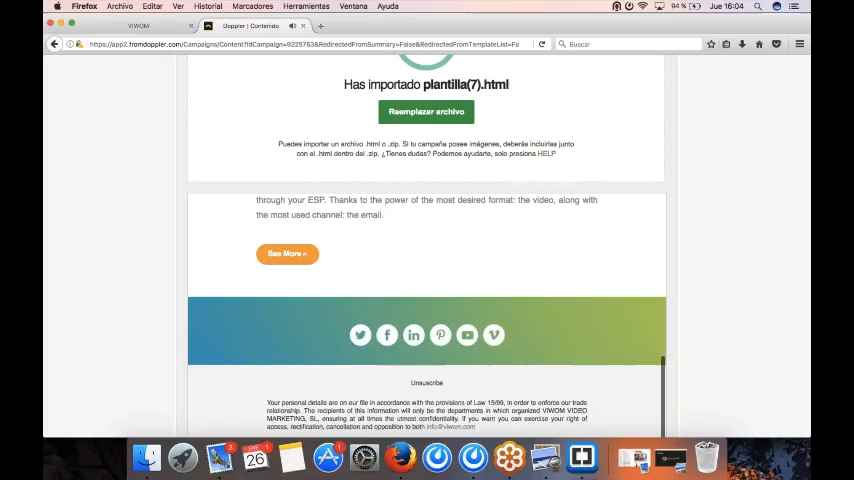 Firefox Archivo Editar Ver Historial Marcadores Herramientas Ventana Ayuda 94 % Jue 16:04
VIWOM × Doppler | Contenido × +
https://app2.fromdoppler.com/Campaigns/Content?idCampaign=9226753&RedirectedFromSummary=False&RedirectedFromTemplateList=Fa Buscar
Has importado plantilla(7).html
Reemplazar archivo
Puedes importar un archivo .html o .zip. Si tu campaña posee imágenes, deberás incluirlas junto
con el .html dentro del .zip. ¿Tienes dudas? Podemos ayudarte, solo presiona HELP
through your ESP. Thanks to the power of the most desired format: the video, along with
the most used channel: the email.
See More »
Unsuscribe
Your personal details are on our file in accordance with the provisions of Law 15/99, in order to enforce our trade
relationship. The recipients of this information will only be the departments in which organized VIWOM VIDEO
MARKETING, SL, ensuring at all times the utmost confidentiality. If you want you can exercise your right of
access, rectification, cancellation and opposition to both info@viwom.com
3 26 1 1